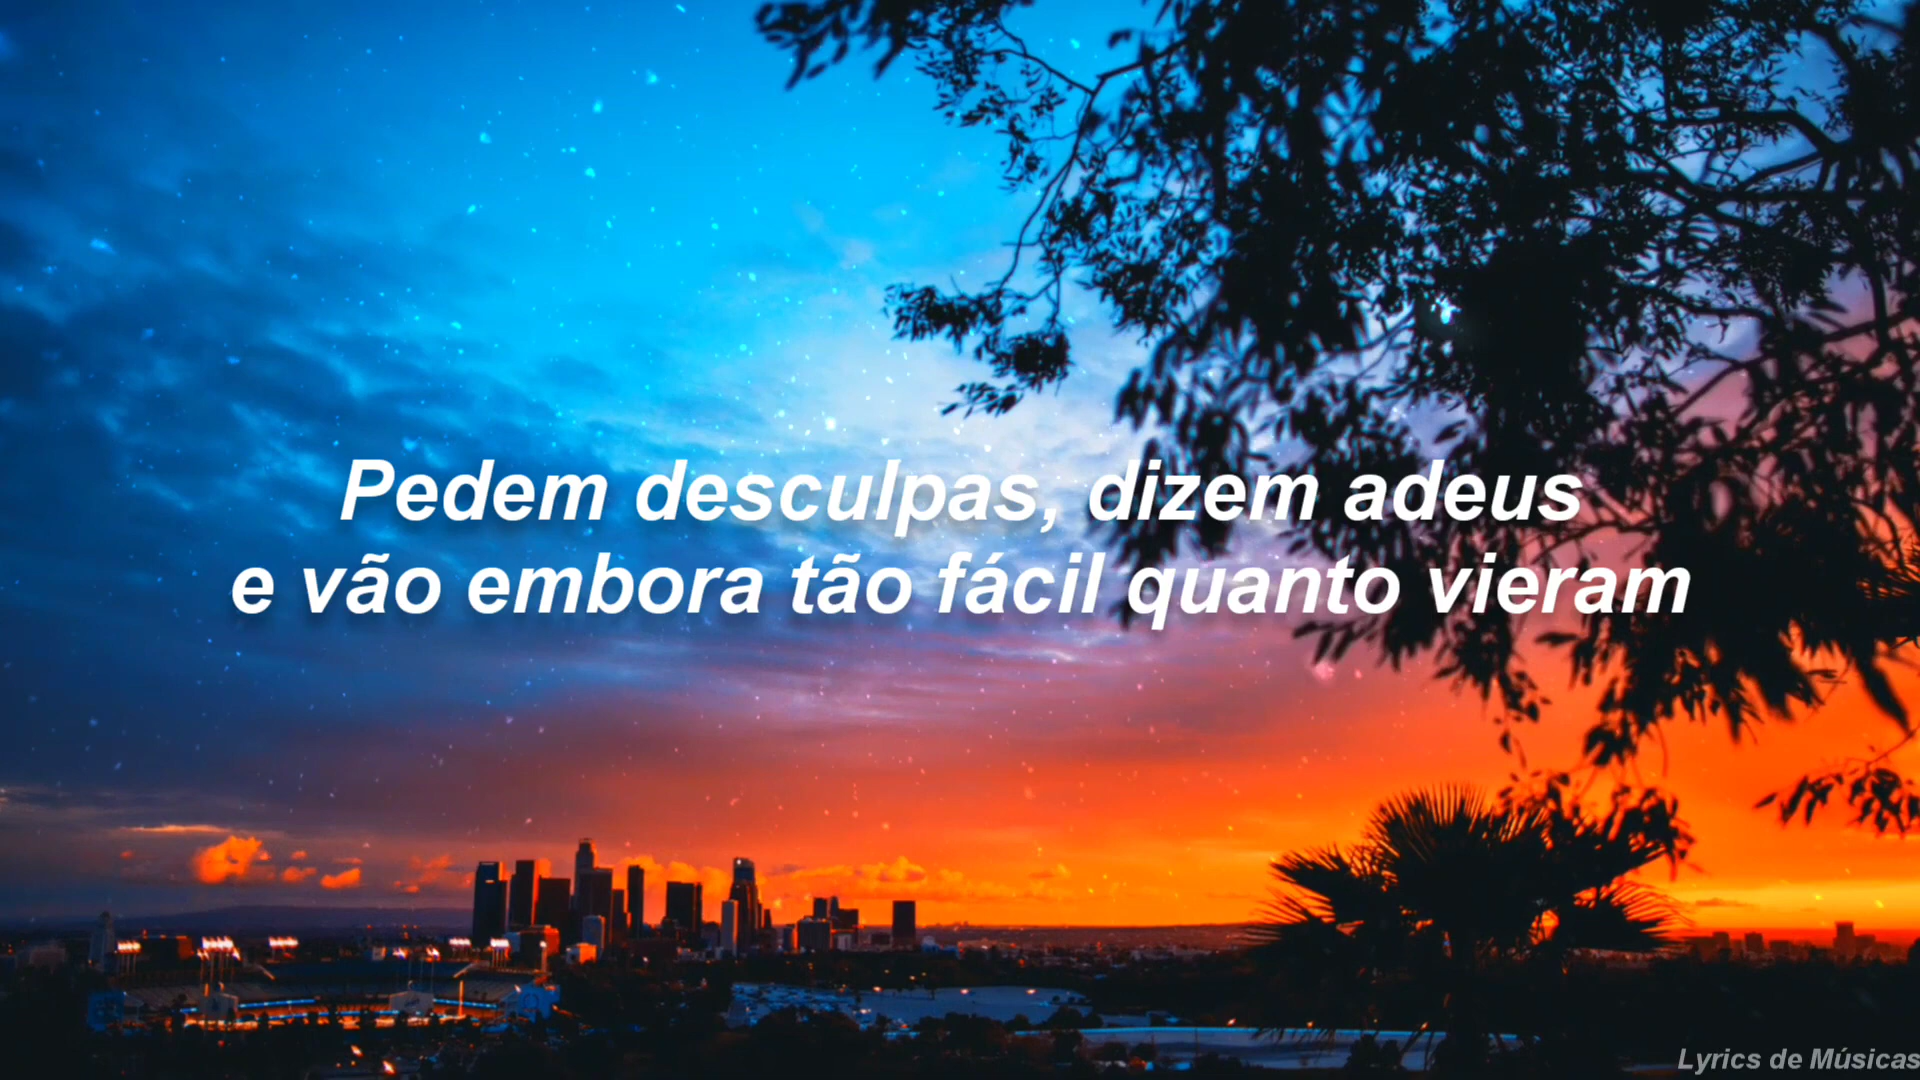 Pedem desculpas, dizem adeus
e vão embora tão fácil quanto vieram
Lyrics de Músicas